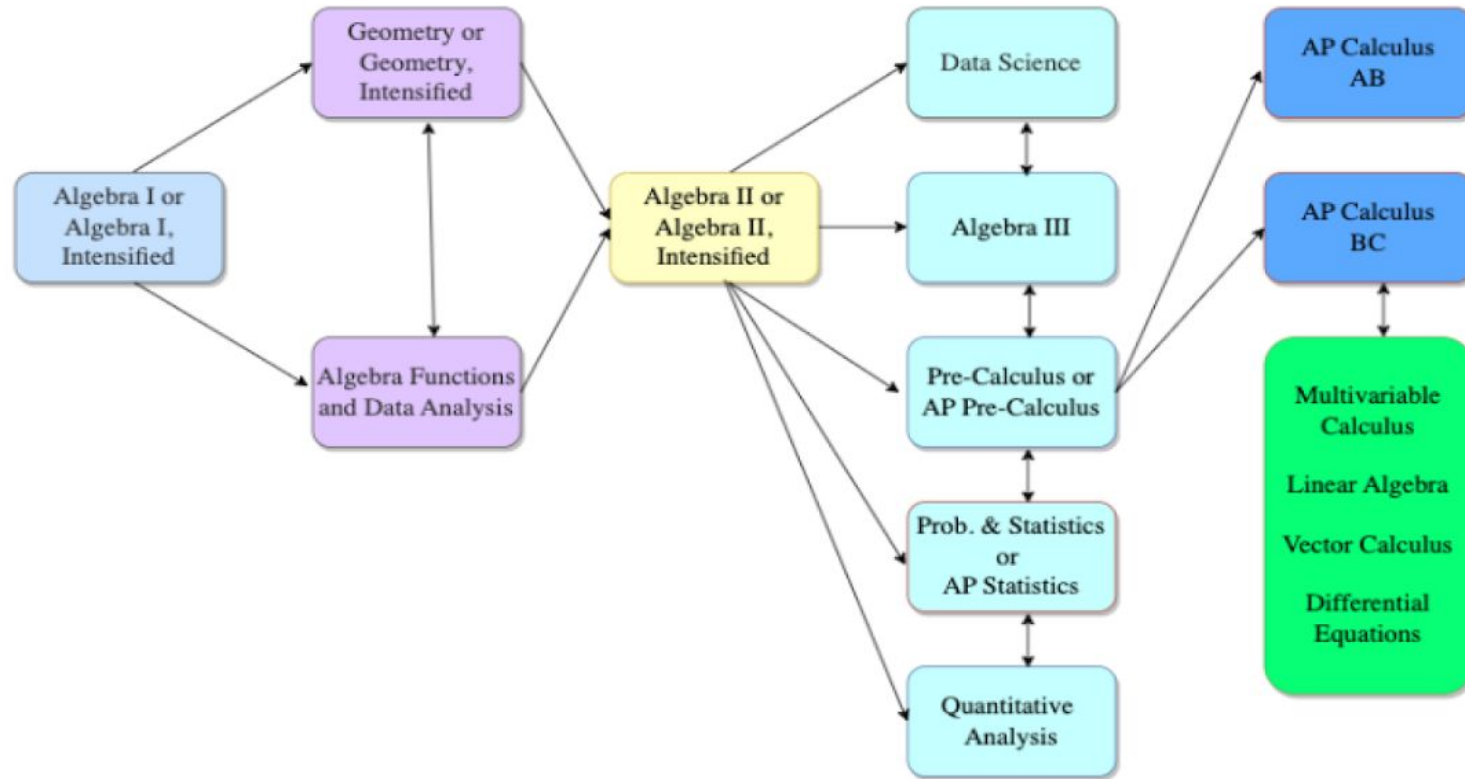 Algebra I or
Algebra I,
Intensified
Geometry or
Geometry,
Intensified
Algebra Functions
and Data Analysis
Algebra II or
Algebra II,
Intensified
Data Science
Algebra III
Pre-Calculus or
AP Pre-Calculus
Prob. & Statistics
or
AP Statistics
Quantitative
Analysis
AP Calculus
AB
AP Calculus
BC
Multivariable
Calculus
Linear Algebra
Vector Calculus
Differential
Equations